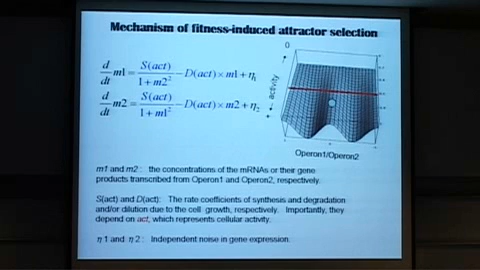 Mechanism of fitness-induced attractor selection
d/dt m1 = S(act)/(1 + m2²) − D(act) × m1 + η1
d/dt m2 = S(act)/(1 + m1²) − D(act) × m2 + η2
0
activity
Operon1/Operon2
m1 and m2 : the concentrations of the mRNAs or their gene
products transcribed from Operon1 and Operon2, respectively.
S(act) and D(act): The rate coefficients of synthesis and degradation
and/or dilution due to the cell growth, respectively. Importantly, they
depend on act, which represents cellular activity.
η 1 and η 2 : Independent noise in gene expression.